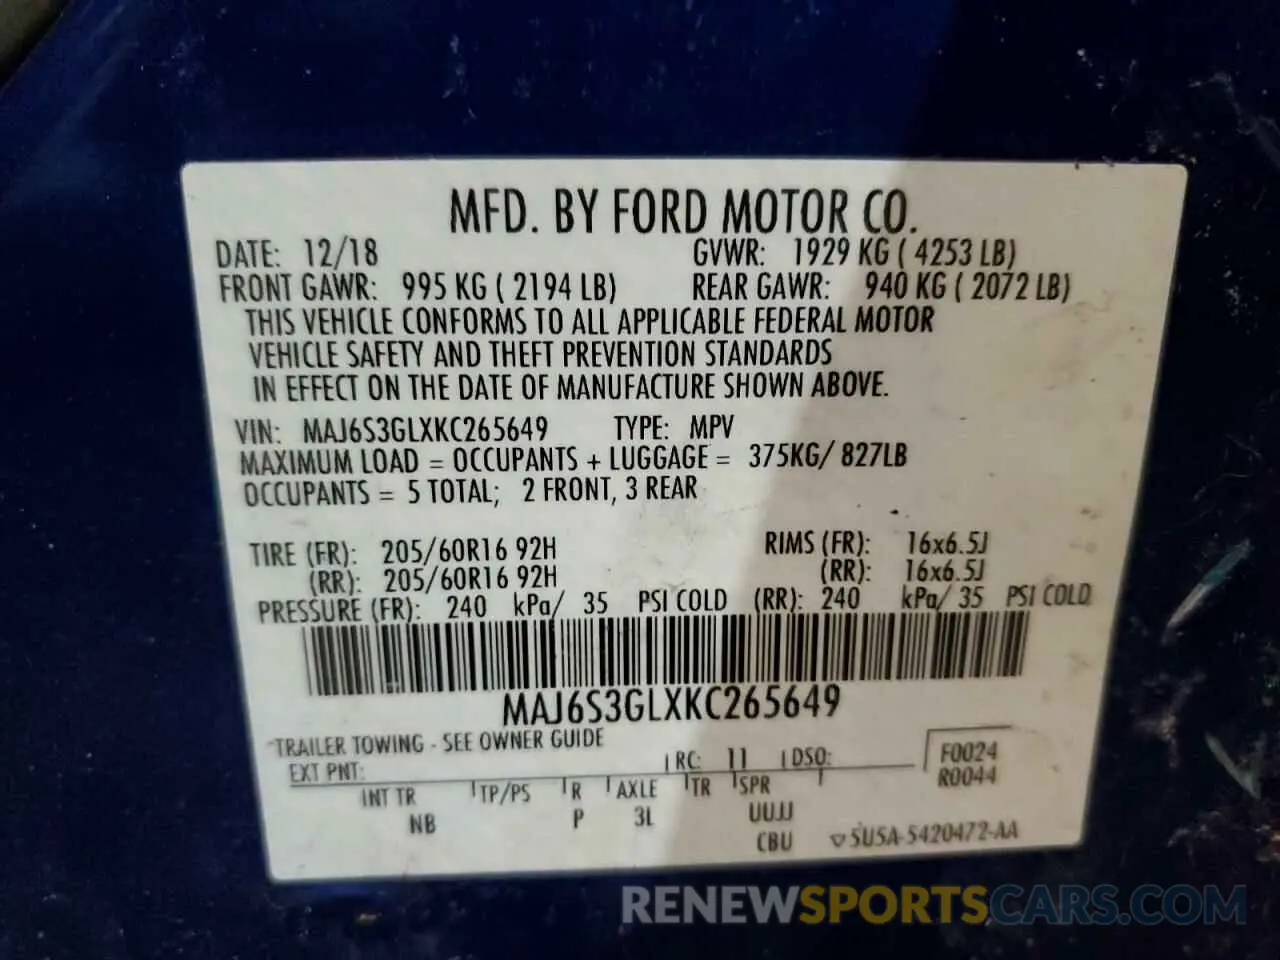 MFD. BY FORD MOTOR CO.
DATE: 12/18 GVWR: 1929 KG ( 4253 LB)
FRONT GAWR: 995 KG ( 2194 LB) REAR GAWR: 940 KG ( 2072 LB)
THIS VEHICLE CONFORMS TO ALL APPLICABLE FEDERAL MOTOR
VEHICLE SAFETY AND THEFT PREVENTION STANDARDS
IN EFFECT ON THE DATE OF MANUFACTURE SHOWN ABOVE.
VIN: MAJ6S3GLXKC265649 TYPE: MPV
MAXIMUM LOAD = OCCUPANTS + LUGGAGE = 375KG/ 827LB
OCCUPANTS = 5 TOTAL; 2 FRONT, 3 REAR
TIRE (FR): 205/60R16 92H RIMS (FR): 16x6.5J
(RR): 205/60R16 92H (RR): 16x6.5J
PRESSURE (FR): 240 kPa/ 35 PSI COLD (RR): 240 kPa/ 35 PSI COLD
MAJ6S3GLXKC265649
TRAILER TOWING - SEE OWNER GUIDE
EXT PNT: RC: 11 DSO: F0024
R0044
INT TR TP/PS R AXLE TR SPR
NB P 3L UUJJ
CBU SU5A-5420472-AA
RENEWSPORTSCARS.COM